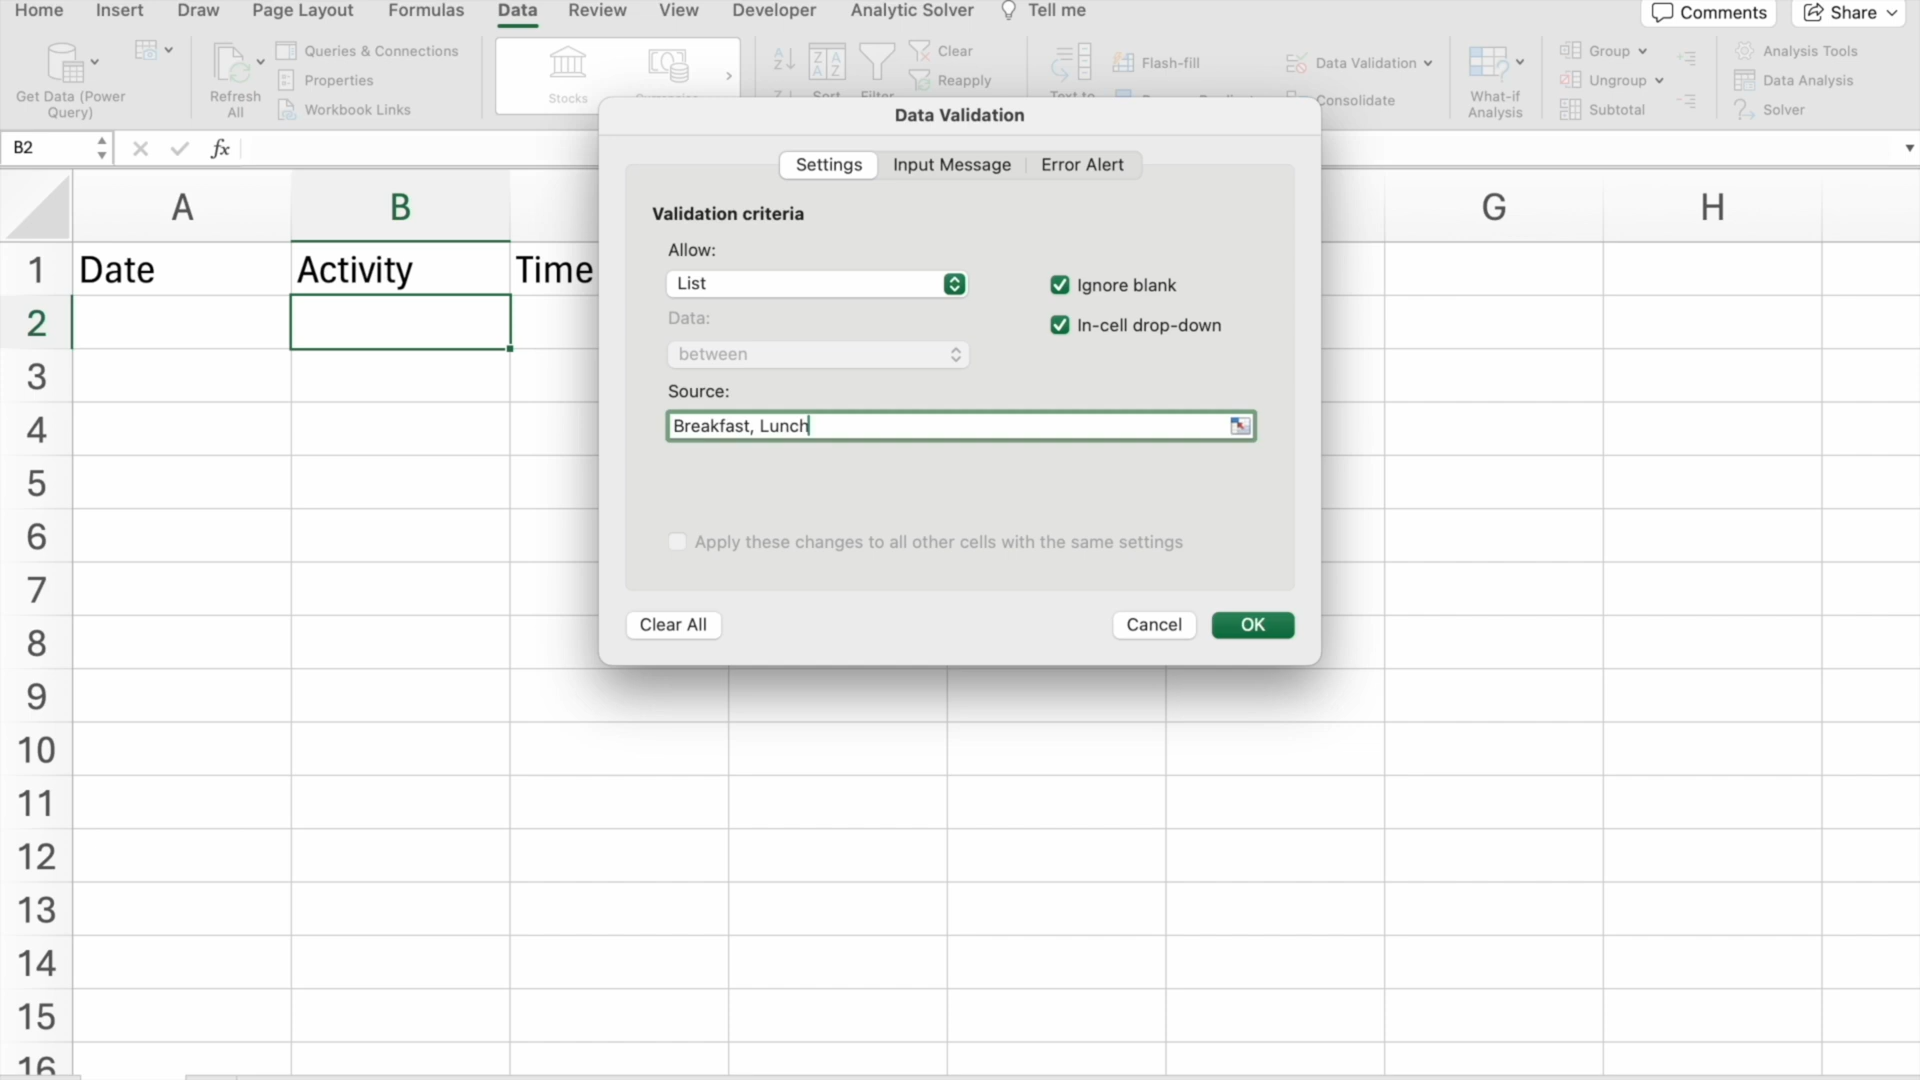 Home Insert Draw Page Layout Formulas Data Review View Developer Analytic Solver Tell me Comments Share
Get Data (Power Query)
Refresh All
Queries & Connections
Properties
Workbook Links
Stocks
Clear
Reapply
Sort
Filter
Text to
Flash-fill
Data Validation
Consolidate
What-if Analysis
Group
Ungroup
Subtotal
Analysis Tools
Data Analysis
Solver
B2 fx
A B G H
1 Date Activity Time
2
3
4
5
6
7
8
9
10
11
12
13
14
15
16
Data Validation
Settings Input Message Error Alert
Validation criteria
Allow:
List
Ignore blank
Data:
In-cell drop-down
between
Source:
Breakfast, Lunch
Apply these changes to all other cells with the same settings
Clear All Cancel OK